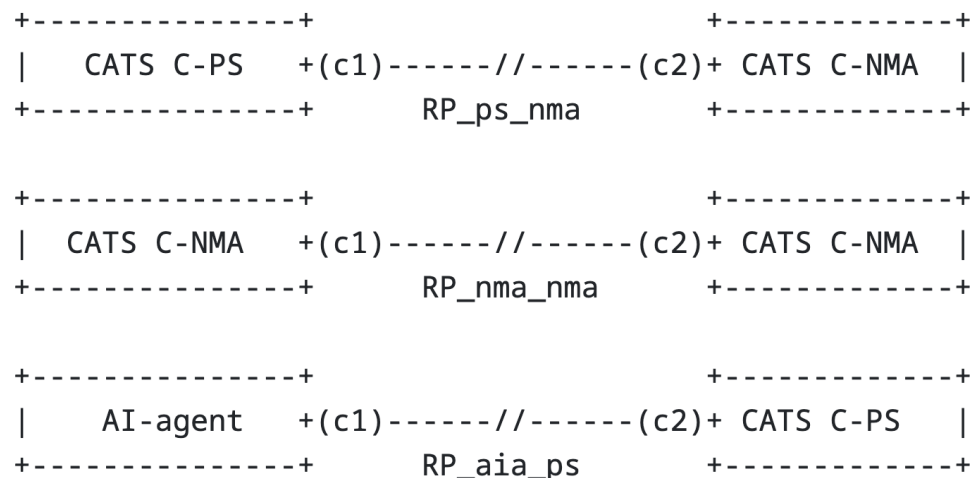 +---------------+                      +-------------+
|   CATS C-PS   +(c1)------//------(c2)+ CATS C-NMA  |
+---------------+      RP_ps_nma       +-------------+

+---------------+                      +-------------+
|  CATS C-NMA   +(c1)------//------(c2)+ CATS C-NMA  |
+---------------+      RP_nma_nma      +-------------+

+---------------+                      +-------------+
|    AI-agent   +(c1)------//------(c2)+ CATS C-PS   |
+---------------+      RP_aia_ps       +-------------+